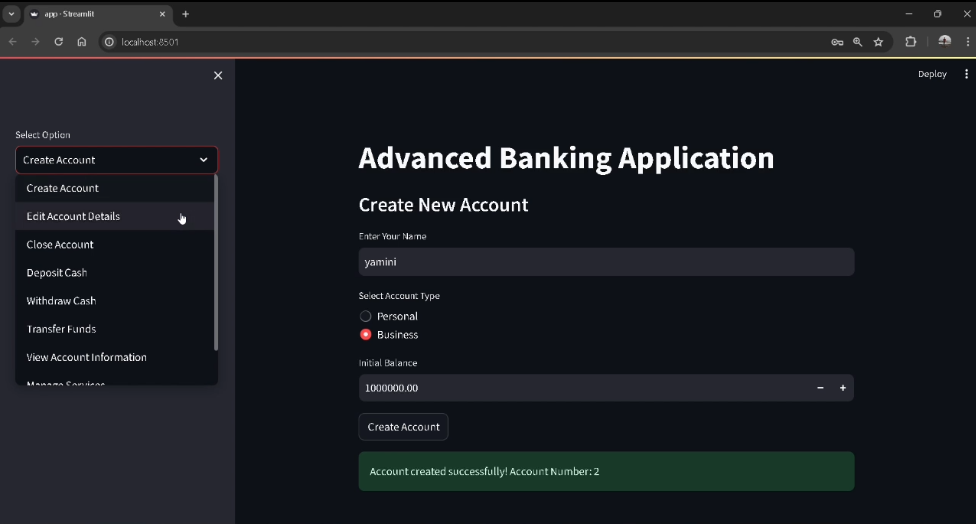 app · Streamlit
localhost:8501
Deploy
Select Option
Create Account
Create Account
Edit Account Details
Close Account
Deposit Cash
Withdraw Cash
Transfer Funds
View Account Information
Manage Services
Advanced Banking Application
Create New Account
Enter Your Name
yamini
Select Account Type
Personal
Business
Initial Balance
1000000.00
Create Account
Account created successfully! Account Number: 2